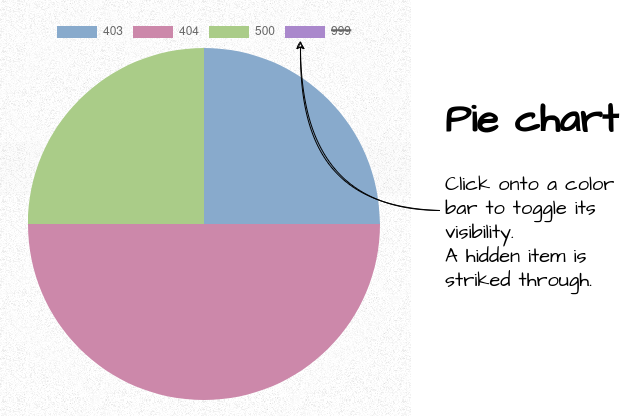 403 404 500 999
Pie chart
Click onto a color
bar to toggle its
visibility.
A hidden item is
striked through.